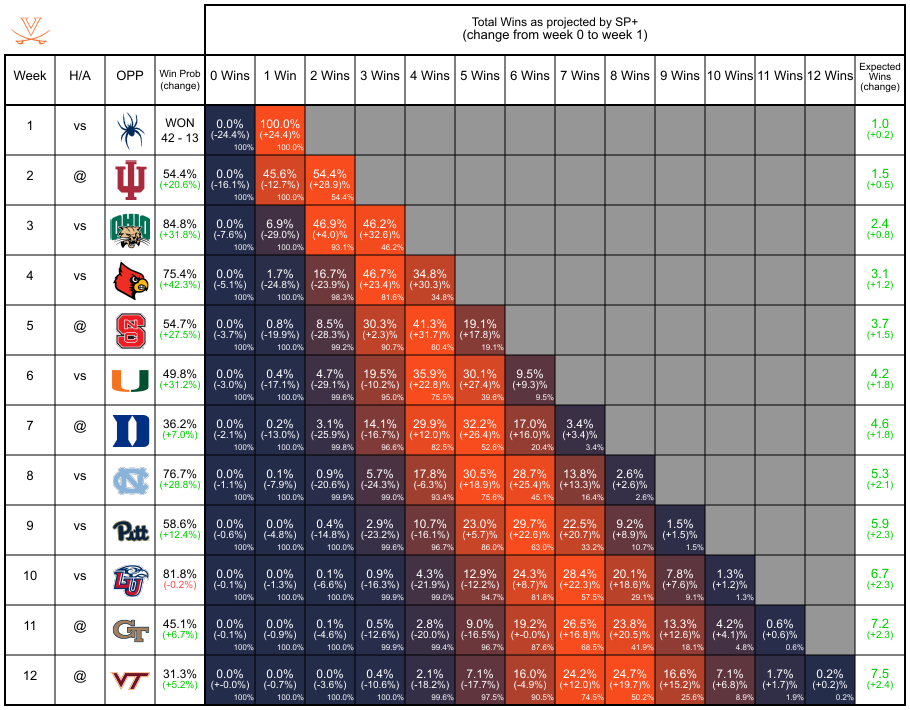 Total Wins as projected by SP+
(change from week 0 to week 1)
Week H/A OPP Win Prob (change) 0 Wins 1 Win 2 Wins 3 Wins 4 Wins 5 Wins 6 Wins 7 Wins 8 Wins 9 Wins 10 Wins 11 Wins 12 Wins Expected Wins (change)
1 vs WON 0.0% 100.0% 1.0
42 - 13 (-24.4%) (+24.4)% (+0.2)
100% 100.0%
2 @ 54.4% 0.0% 45.6% 54.4% 1.5
(+20.6%) (-16.1%) (-12.7%) (+28.9)% (+0.5)
100% 100.0% 54.4%
3 vs OHIO 84.8% 0.0% 6.9% 46.9% 46.2% 2.4
(+31.8%) (-7.6%) (-29.0%) (+4.0)% (+32.6)% (+0.8)
100% 100.0% 93.1% 46.2%
4 vs 75.4% 0.0% 1.7% 16.7% 46.7% 34.8% 3.1
(+42.3%) (-5.1%) (-24.8%) (-23.9%) (+23.4)% (+30.3)% (+1.2)
100% 100.0% 98.3% 81.6% 34.8%
5 @ 54.7% 0.0% 0.8% 8.5% 30.3% 41.3% 19.1% 3.7
(+27.5%) (-3.7%) (-19.9%) (-28.3%) (+2.3)% (+31.7)% (+17.8)% (+1.5)
100% 100.0% 99.2% 90.7% 60.4% 19.1%
6 vs 49.8% 0.0% 0.4% 4.7% 19.5% 35.9% 30.1% 9.5% 4.2
(+31.2%) (-3.0%) (-17.1%) (-29.1%) (-10.2%) (+22.8)% (+27.4)% (+9.3)% (+1.8)
100% 100.0% 99.6% 95.0% 75.5% 39.6% 9.5%
7 @ 36.2% 0.0% 0.2% 3.1% 14.1% 29.9% 32.2% 17.0% 3.4% 4.6
(+7.0%) (-2.1%) (-13.0%) (-25.9%) (-16.7%) (+12.0)% (+26.4)% (+16.0)% (+3.4)% (+1.8)
100% 100.0% 99.8% 96.6% 82.5% 52.6% 20.4% 3.4%
8 vs 76.7% 0.0% 0.1% 0.9% 5.7% 17.8% 30.5% 28.7% 13.8% 2.6% 5.3
(+28.8%) (-1.1%) (-7.9%) (-20.6%) (-24.3%) (-6.3%) (+18.9)% (+25.4)% (+13.3)% (+2.6)% (+2.1)
100% 100.0% 99.9% 99.0% 93.4% 75.6% 45.1% 16.4% 2.6%
9 vs Pitt 58.6% 0.0% 0.0% 0.4% 2.9% 10.7% 23.0% 29.7% 22.5% 9.2% 1.5% 5.9
(+12.4%) (-0.6%) (-4.8%) (-14.8%) (-23.2%) (-16.1%) (+5.7)% (+22.6)% (+20.7)% (+8.9)% (+1.5)% (+2.3)
100% 100.0% 100.0% 99.6% 96.7% 86.0% 63.0% 33.2% 10.7% 1.5%
10 vs LU 81.8% 0.0% 0.0% 0.1% 0.9% 4.3% 12.9% 24.3% 28.4% 20.1% 7.8% 1.3% 6.7
(-0.2%) (-0.1%) (-1.3%) (-6.6%) (-16.3%) (-21.9%) (-12.2%) (+8.7)% (+22.3)% (+18.6)% (+7.6)% (+1.2)% (+2.3)
100% 100.0% 100.0% 99.9% 99.0% 94.7% 81.8% 57.5% 29.1% 9.1% 1.3%
11 @ GT 45.1% 0.0% 0.0% 0.1% 0.5% 2.8% 9.0% 19.2% 26.5% 23.8% 13.3% 4.2% 0.6% 7.2
(+6.7%) (-0.1%) (-0.9%) (-4.6%) (-12.6%) (-20.0%) (-16.5%) (+-0.0%) (+16.8)% (+20.5)% (+12.6)% (+4.1)% (+0.6)% (+2.3)
100% 100.0% 100.0% 99.9% 99.4% 96.7% 87.6% 68.5% 41.9% 18.1% 4.8% 0.6%
12 @ VT 31.3% 0.0% 0.0% 0.0% 0.4% 2.1% 7.1% 16.0% 24.2% 24.7% 16.6% 7.1% 1.7% 0.2% 7.5
(+5.2%) (+-0.0%) (-0.7%) (-3.6%) (-10.6%) (-18.2%) (-17.7%) (-4.9%) (+12.0)% (+19.7)% (+15.2)% (+6.8)% (+1.7)% (+0.2)% (+2.4)
100% 100.0% 100.0% 100.0% 99.6% 97.5% 90.5% 74.5% 50.2% 25.6% 8.9% 1.9% 0.2%